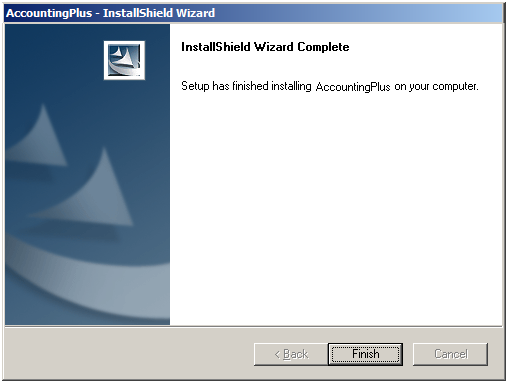 AccountingPlus - InstallShield Wizard
InstallShield Wizard Complete
Setup has finished installing AccountingPlus on your computer.
< Back
Finish
Cancel